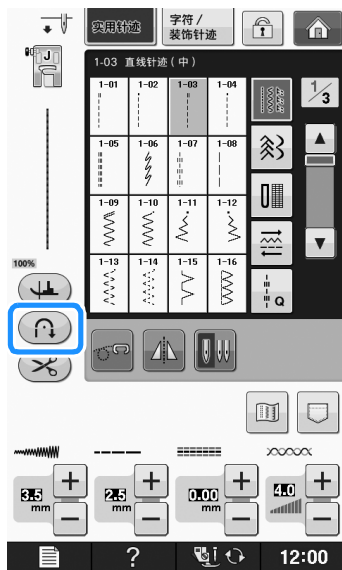 实用针迹
字符 /
装饰针迹
J
1-03 直线针迹 ( 中 )
1-01 1-02 1-03 1-04
1/3
1-05 1-06 1-07 1-08
1-09 1-10 1-11 1-12
100%
1-13 1-14 1-15 1-16
Q
3.5 mm
2.5 mm
0.00 mm
4.0
? 12:00